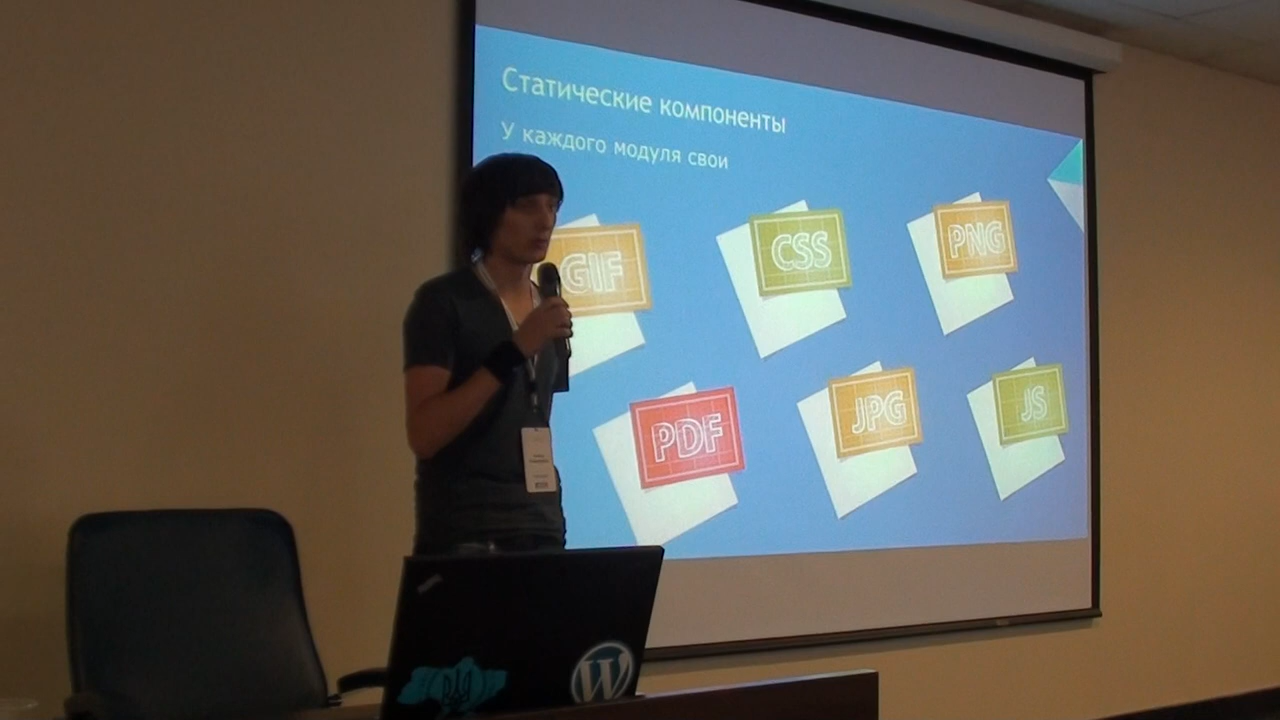 Статические компоненты
У каждого модуля свои
GIF
CSS
PNG
PDF
JPG
JS
W